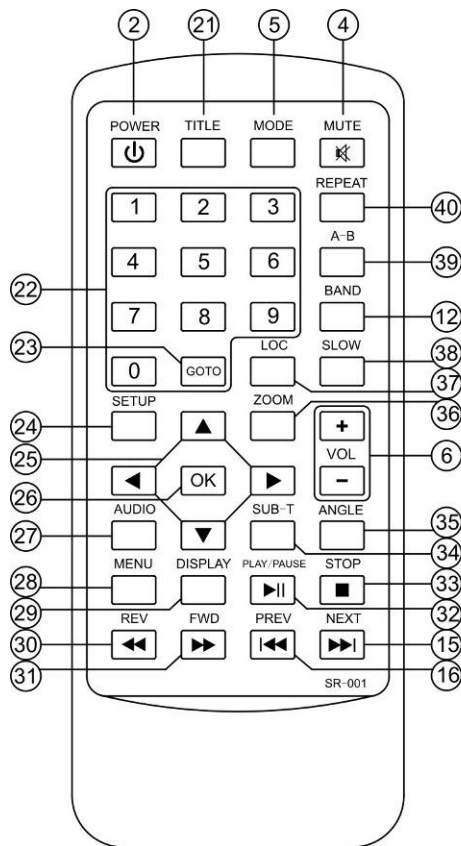 2 21 5 4
POWER TITLE MODE MUTE
REPEAT
1 2 3
40
A-B
4 5 6
39
22
BAND
7 8 9
12
23
LOC SLOW
38
0 GOTO
37
SETUP ZOOM
36
24
+
25
VOL
6
26
OK
−
AUDIO SUB-T ANGLE
27
35
34
MENU DISPLAY PLAY/PAUSE STOP
28
33
29
32
REV FWD PREV NEXT
30
15
31
16
SR-001